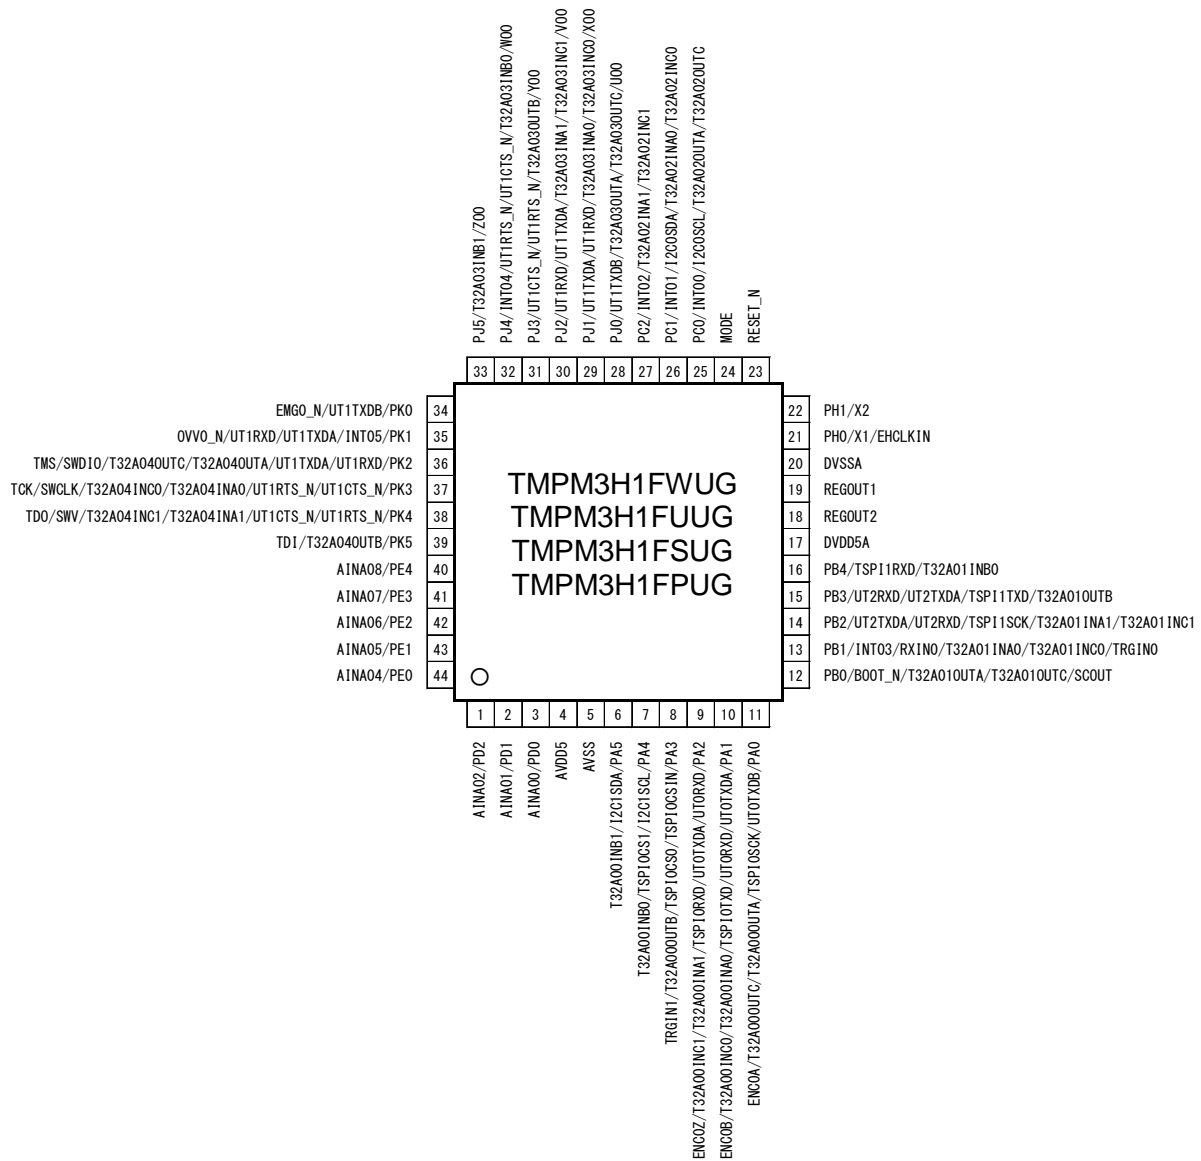 PJ5/T32A03INB1/ZO0
PJ4/INT04/UT1RTS_N/UT1CTS_N/T32A03INB0/WO0
PJ3/UT1CTS_N/UT1RTS_N/T32A03OUTB/YO0
PJ2/UT1RXD/UT1TXDA/T32A03INA1/T32A03INC1/VO0
PJ1/UT1TXDA/UT1RXD/T32A03INA0/T32A03INC0/XO0
PJ0/UT1TXDB/T32A03OUTA/T32A03OUTC/UO0
PC2/INT02/T32A02INA1/T32A02INC1
PC1/INT01/I2C0SDA/T32A02INA0/T32A02INC0
PC0/INT00/I2C0SCL/T32A02OUTA/T32A02OUTC
MODE
RESET_N
33 32 31 30 29 28 27 26 25 24 23
EMG0_N/UT1TXDB/PK0 34
OVV0_N/UT1RXD/UT1TXDA/INT05/PK1 35
TMS/SWDIO/T32A04OUTC/T32A04OUTA/UT1TXDA/UT1RXD/PK2 36
TCK/SWCLK/T32A04INC0/T32A04INA0/UT1RTS_N/UT1CTS_N/PK3 37
TDO/SWV/T32A04INC1/T32A04INA1/UT1CTS_N/UT1RTS_N/PK4 38
TDI/T32A04OUTB/PK5 39
AINA08/PE4 40
AINA07/PE3 41
AINA06/PE2 42
AINA05/PE1 43
AINA04/PE0 44
TMPM3H1FWUG
TMPM3H1FUUG
TMPM3H1FSUG
TMPM3H1FPUG
22 PH1/X2
21 PH0/X1/EHCLKIN
20 DVSSA
19 REGOUT1
18 REGOUT2
17 DVDD5A
16 PB4/TSPI1RXD/T32A01INB0
15 PB3/UT2RXD/UT2TXDA/TSPI1TXD/T32A01OUTB
14 PB2/UT2TXDA/UT2RXD/TSPI1SCK/T32A01INA1/T32A01INC1
13 PB1/INT03/RXIN0/T32A01INA0/T32A01INC0/TRGIN0
12 PB0/BOOT_N/T32A01OUTA/T32A01OUTC/SCOUT
1 2 3 4 5 6 7 8 9 10 11
AINA02/PD2
AINA01/PD1
AINA00/PD0
AVDD5
AVSS
T32A00INB1/I2C1SDA/PA5
T32A00INB0/TSPI0CS1/I2C1SCL/PA4
TRGIN1/T32A00OUTB/TSPI0CS0/TSPI0CSIN/PA3
ENC0Z/T32A00INC1/T32A00INA1/TSPI0RXD/UT0TXDA/UT0RXD/PA2
ENC0B/T32A00INC0/T32A00INA0/TSPI0TXD/UT0RXD/UT0TXDA/PA1
ENC0A/T32A00OUTC/T32A00OUTA/TSPI0SCK/UT0TXDB/PA0